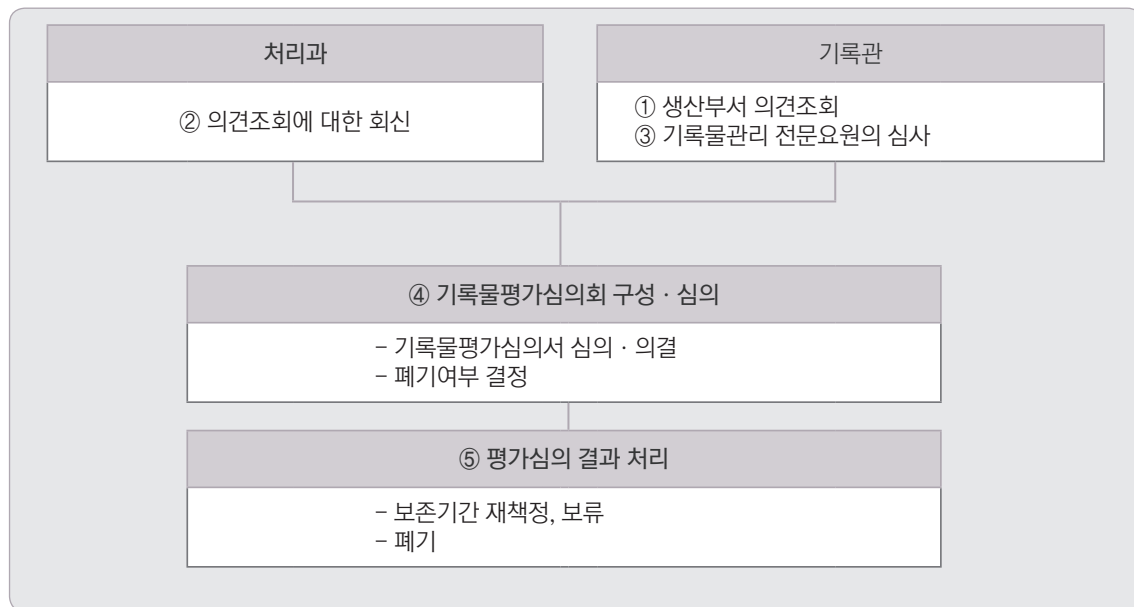 처리과
② 의견조회에 대한 회신
기록관
① 생산부서 의견조회
③ 기록물관리 전문요원의 심사
④ 기록물평가심의회 구성 · 심의
– 기록물평가심의서 심의 · 의결
– 폐기여부 결정
⑤ 평가심의 결과 처리
– 보존기간 재책정, 보류
– 폐기